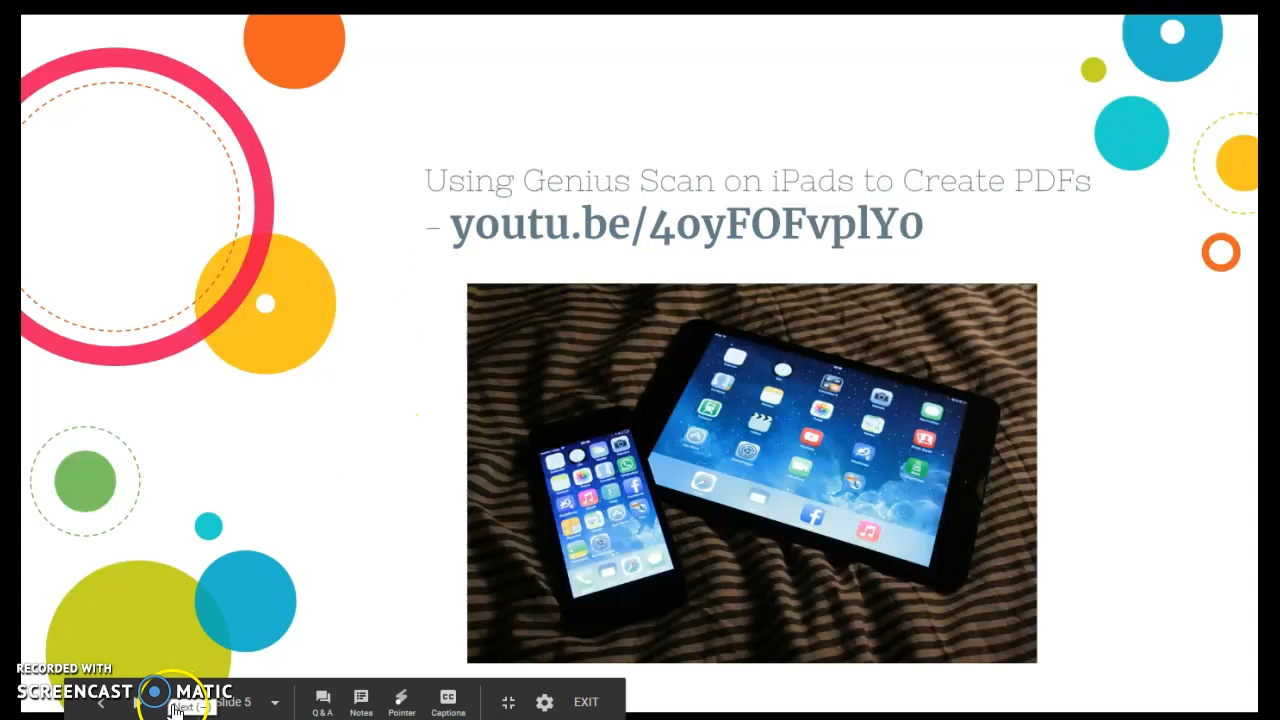 Using Genius Scan on iPads to Create PDFs
– youtu.be/4oyFOFvplY0
RECORDED WITH
SCREENCAST MATIC
Next (→)
Slide 5
Q & A
Notes
Pointer
Captions
EXIT